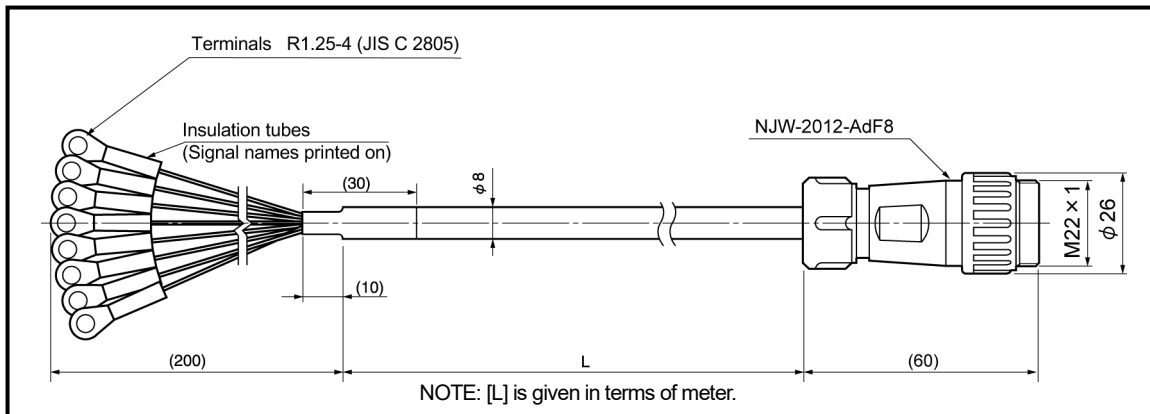 Terminals R1.25-4 (JIS C 2805)
Insulation tubes
(Signal names printed on)
NJW-2012-AdF8
(30)
ϕ8
M22 × 1
ϕ26
(10)
(200)
L
(60)
NOTE: [L] is given in terms of meter.